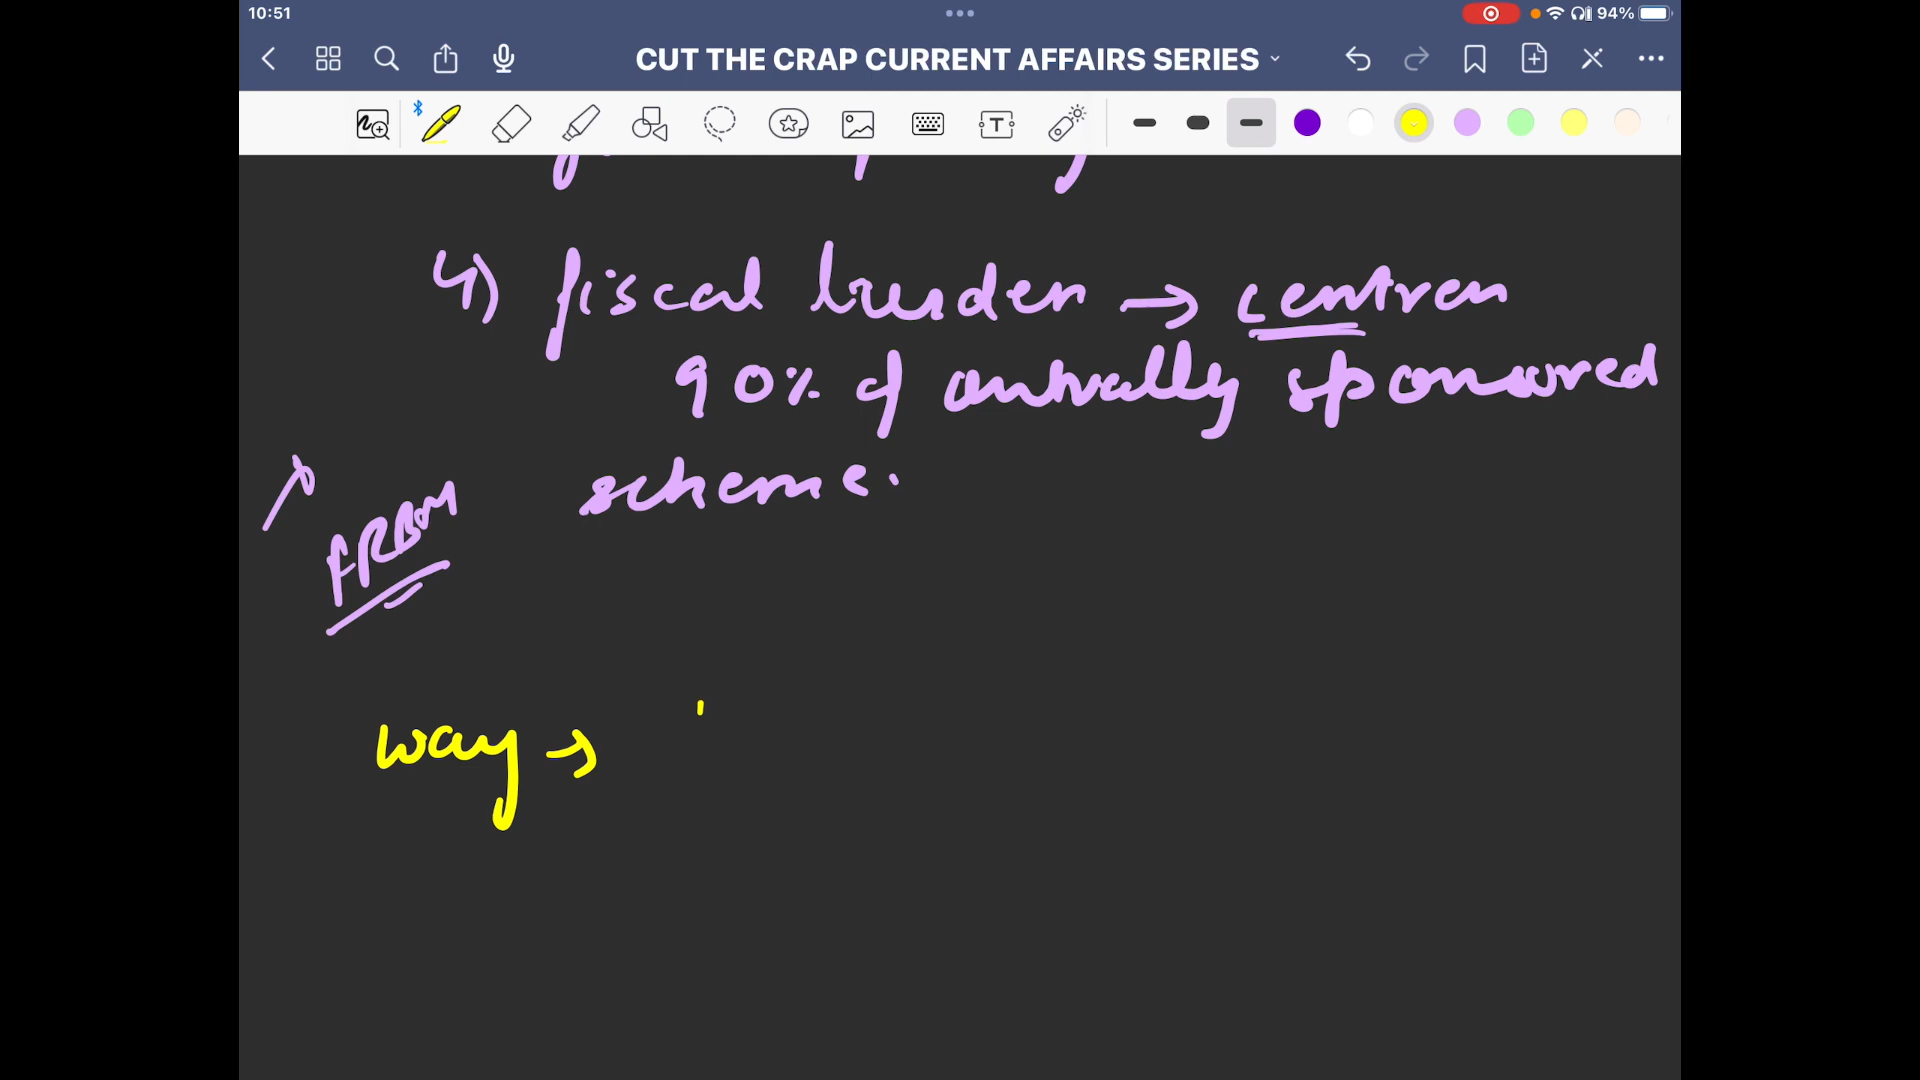 10:51
94%
CUT THE CRAP CURRENT AFFAIRS SERIES
4) fiscal burden → centre
90% of centrally sponsored
scheme.
FRBM
way →